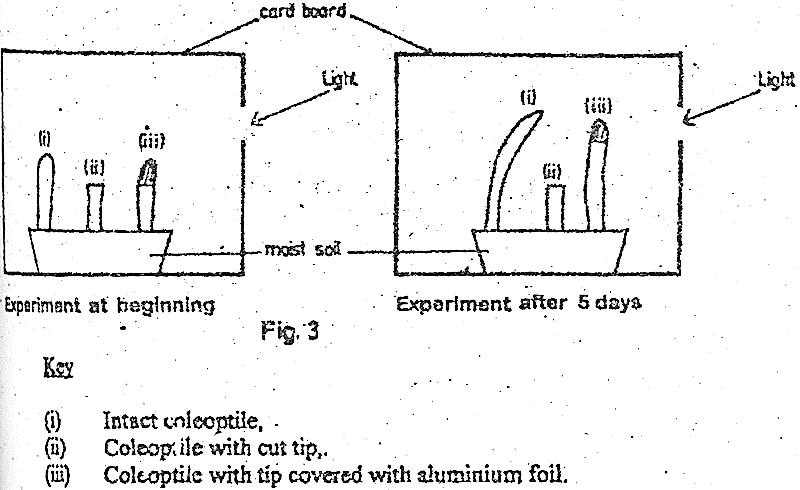 card board
Light
Light
(i)
(iii)
(i)
(iii)
(ii)
(ii)
moist soil
Experiment at beginning
Experiment after 5 days
Fig. 3
Key
(i) Intact coleoptile,
(ii) Coleoptile with cut tip,.
(iii) Coleoptile with tip covered with aluminium foil.